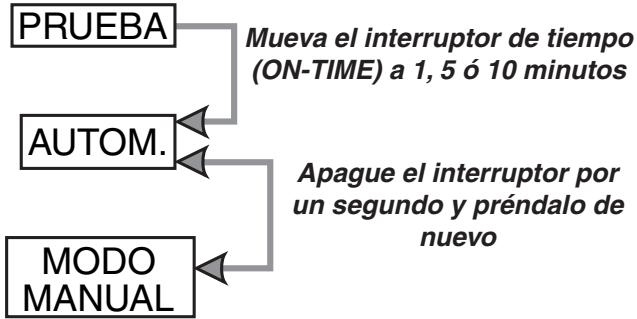 PRUEBA
Mueva el interruptor de tiempo
(ON-TIME) a 1, 5 ó 10 minutos
AUTOM.
Apague el interruptor por
un segundo y préndalo de
nuevo
MODO
MANUAL